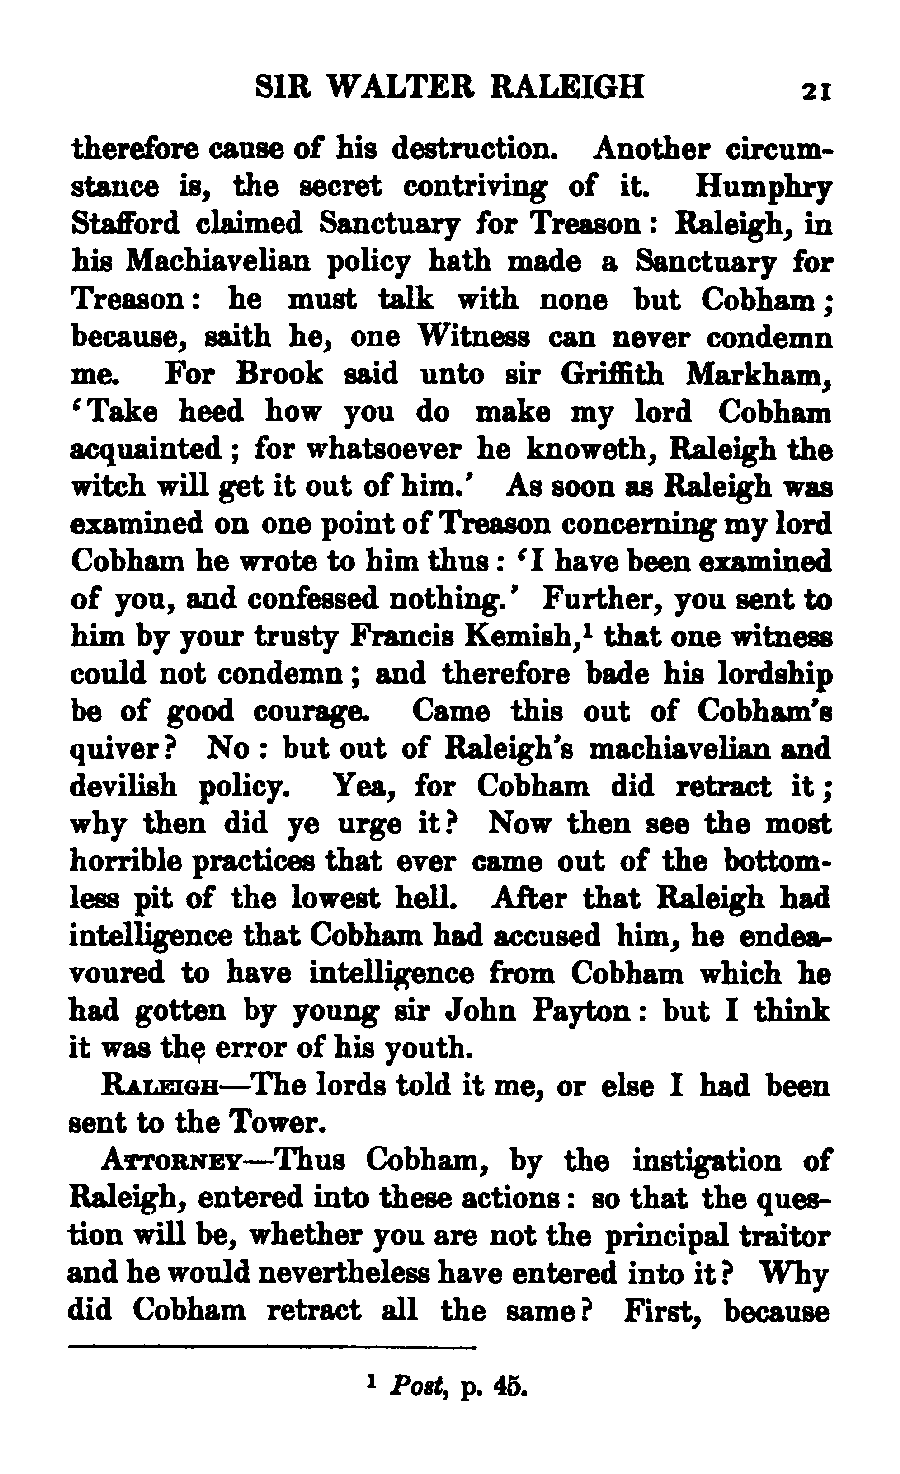 SIR WALTER RALEIGH 21
therefore cause of his destruction. Another circum-
stance is, the secret contriving of it. Humphry
Stafford claimed Sanctuary for Treason : Raleigh, in
his Machiavelian policy hath made a Sanctuary for
Treason : he must talk with none but Cobham ;
because, saith he, one Witness can never condemn
me. For Brook said unto sir Griffith Markham,
‘Take heed how you do make my lord Cobham
acquainted ; for whatsoever he knoweth, Raleigh the
witch will get it out of him.’ As soon as Raleigh was
examined on one point of Treason concerning my lord
Cobham he wrote to him thus : ‘I have been examined
of you, and confessed nothing.’ Further, you sent to
him by your trusty Francis Kemish,¹ that one witness
could not condemn ; and therefore bade his lordship
be of good courage. Came this out of Cobham's
quiver? No : but out of Raleigh's machiavelian and
devilish policy. Yea, for Cobham did retract it ;
why then did ye urge it? Now then see the most
horrible practices that ever came out of the bottom-
less pit of the lowest hell. After that Raleigh had
intelligence that Cobham had accused him, he endea-
voured to have intelligence from Cobham which he
had gotten by young sir John Payton : but I think
it was the error of his youth.
RALEIGH—The lords told it me, or else I had been
sent to the Tower.
ATTORNEY—Thus Cobham, by the instigation of
Raleigh, entered into these actions : so that the ques-
tion will be, whether you are not the principal traitor
and he would nevertheless have entered into it? Why
did Cobham retract all the same? First, because
¹ Post, p. 45.